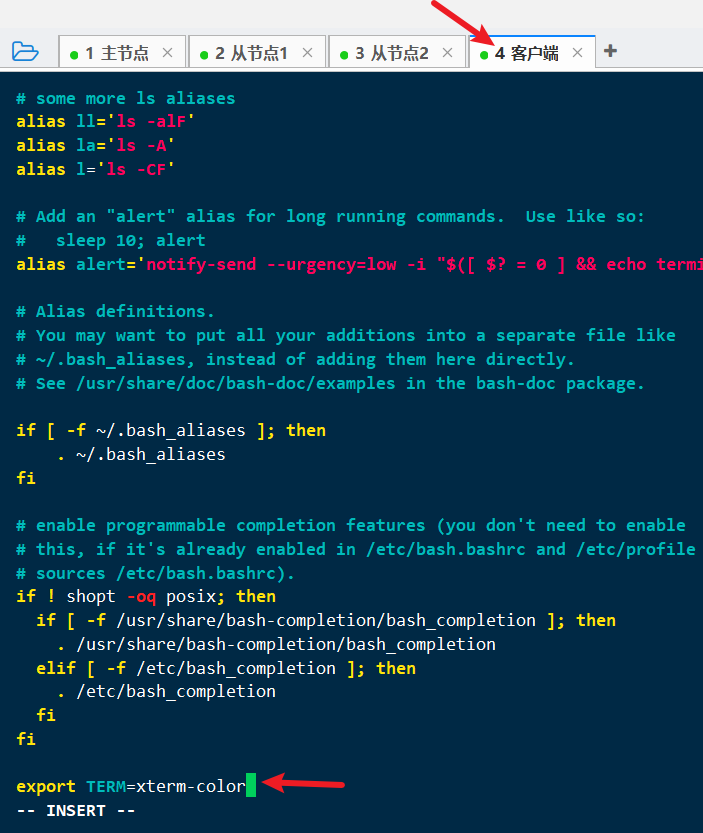 1 主节点 × 2 从节点1 × 3 从节点2 × 4 客户端 × +
# some more ls aliases
alias ll='ls -alF'
alias la='ls -A'
alias l='ls -CF'
# Add an "alert" alias for long running commands.  Use like so:
#   sleep 10; alert
alias alert='notify-send --urgency=low -i "$([ $? = 0 ] && echo termi
# Alias definitions.
# You may want to put all your additions into a separate file like
# ~/.bash_aliases, instead of adding them here directly.
# See /usr/share/doc/bash-doc/examples in the bash-doc package.
if [ -f ~/.bash_aliases ]; then
    . ~/.bash_aliases
fi
# enable programmable completion features (you don't need to enable
# this, if it's already enabled in /etc/bash.bashrc and /etc/profile
# sources /etc/bash.bashrc).
if ! shopt -oq posix; then
  if [ -f /usr/share/bash-completion/bash_completion ]; then
    . /usr/share/bash-completion/bash_completion
  elif [ -f /etc/bash_completion ]; then
    . /etc/bash_completion
  fi
fi
export TERM=xterm-color
-- INSERT --